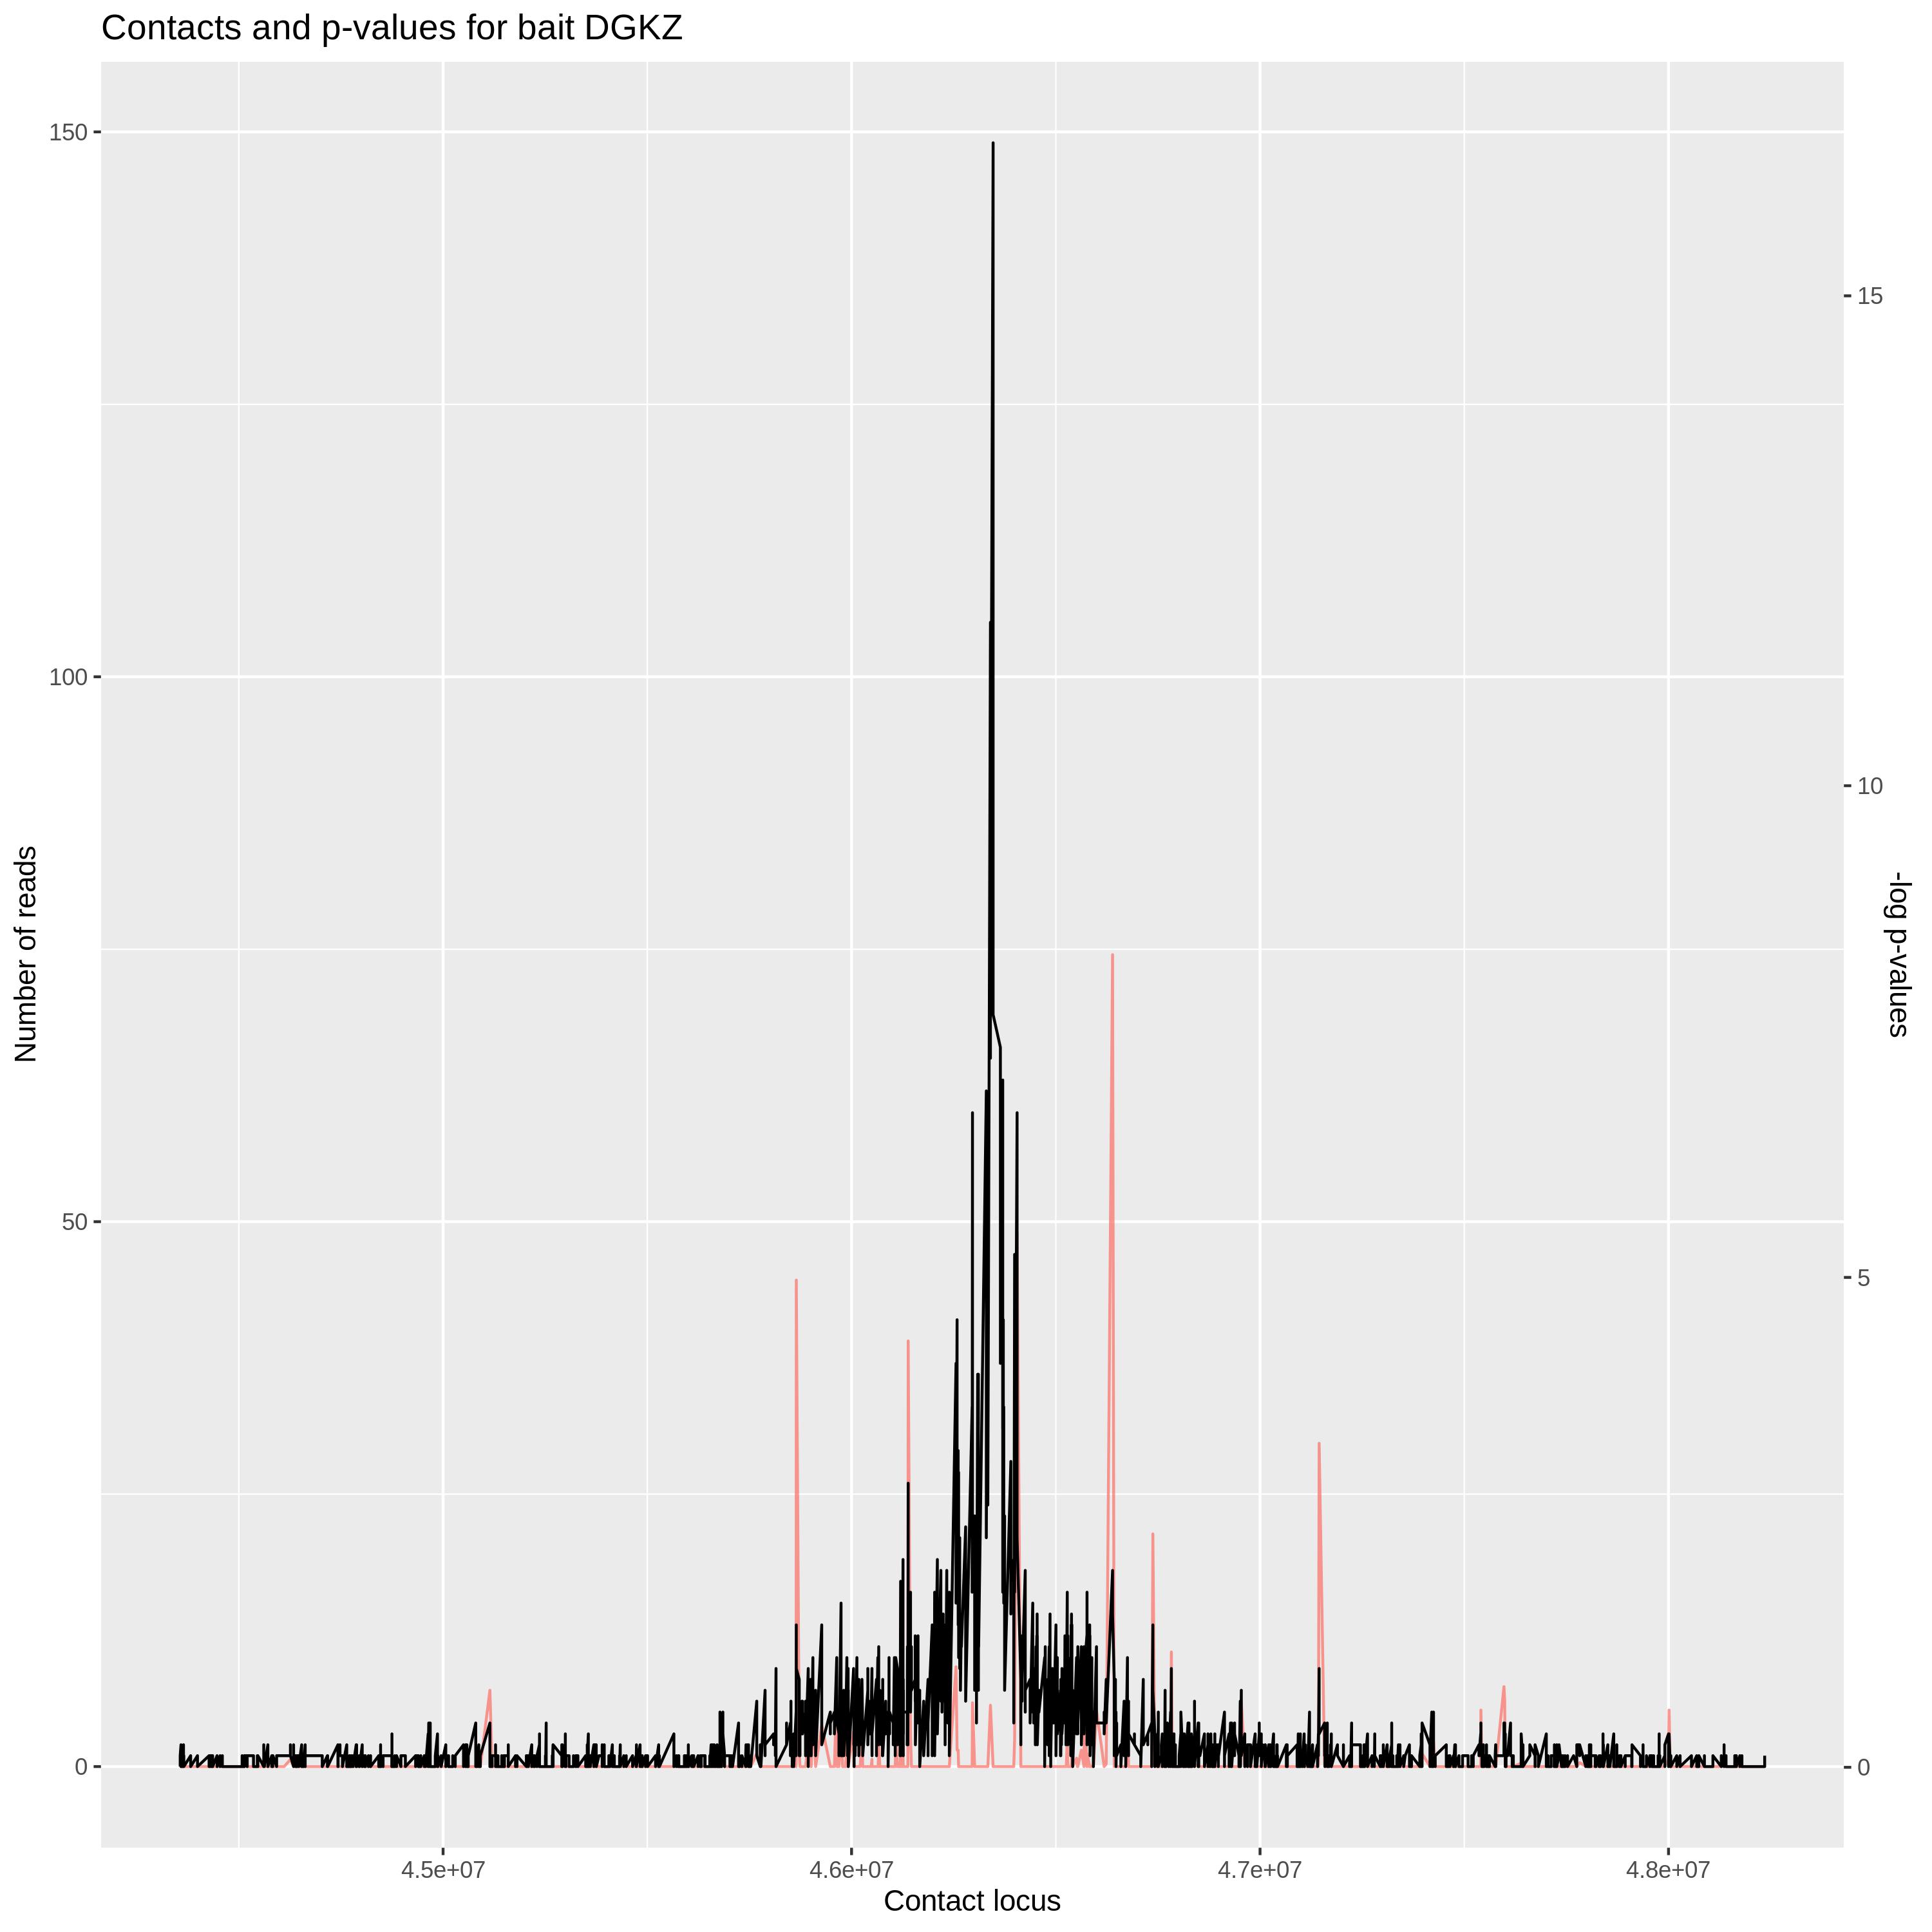 Contacts and p-values for bait DGKZ
150
100
50
0
Number of reads
15
10
5
0
-log p-values
4.5e+07
4.6e+07
4.7e+07
4.8e+07
Contact locus